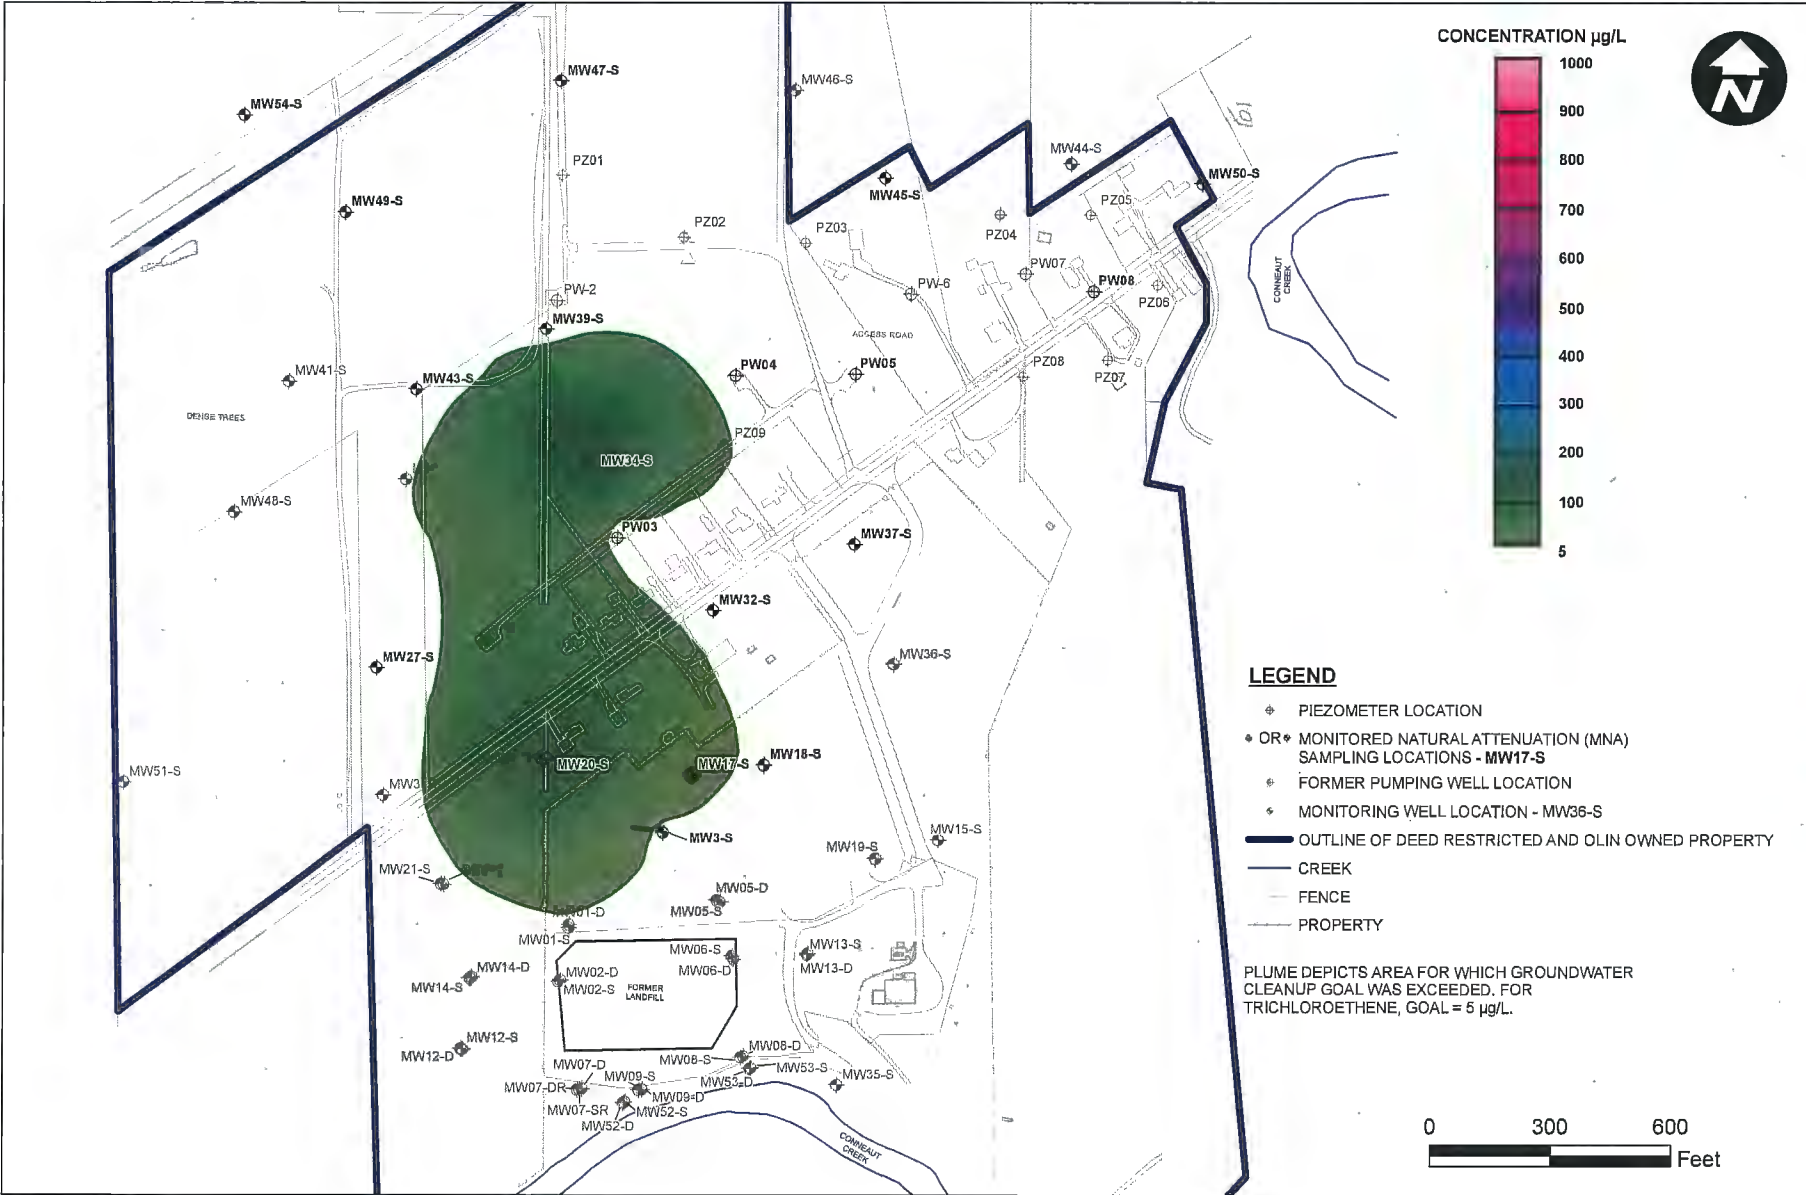 CONCENTRATION µg/L
1000
900
800
700
600
500
400
300
200
100
5
N
MW54-S
MW47-S
MW46-S
MW44-S
MW45-S
MW50-S
PZ01
MW49-S
PZ02
PZ03
PZ04
PZ05
PW-2
PW-6
PW07
PW08
PZ06
CONNEAUT
CREEK
MW39-S
ACCESS ROAD
MW41-S
MW43-S
PW04
PW05
PZ08
PZ07
DENSE TREES
PZ09
MW34-S
MW48-S
PW03
MW37-S
MW32-S
MW27-S
MW36-S
MW20-S
MW17-S
MW18-S
MW51-S
MW3
MW3-S
MW19-S
MW15-S
MW21-S
MW05-D
MW05-S
MW01-D
MW01-S
MW06-S
MW06-D
MW13-S
MW13-D
MW14-D
MW14-S
MW02-D
MW02-S
FORMER
LANDFILL
MW12-S
MW12-D
MW08-D
MW08-S
MW53-S
MW53-D
MW07-D
MW07-DR
MW07-SR
MW09-S
MW09-D
MW52-S
MW52-D
MW35-S
CONNEAUT
CREEK
LEGEND
PIEZOMETER LOCATION
OR MONITORED NATURAL ATTENUATION (MNA)
SAMPLING LOCATIONS - MW17-S
FORMER PUMPING WELL LOCATION
MONITORING WELL LOCATION - MW36-S
OUTLINE OF DEED RESTRICTED AND OLIN OWNED PROPERTY
CREEK
FENCE
PROPERTY
PLUME DEPICTS AREA FOR WHICH GROUNDWATER
CLEANUP GOAL WAS EXCEEDED. FOR
TRICHLOROETHENE, GOAL = 5 µg/L.
0 300 600
Feet